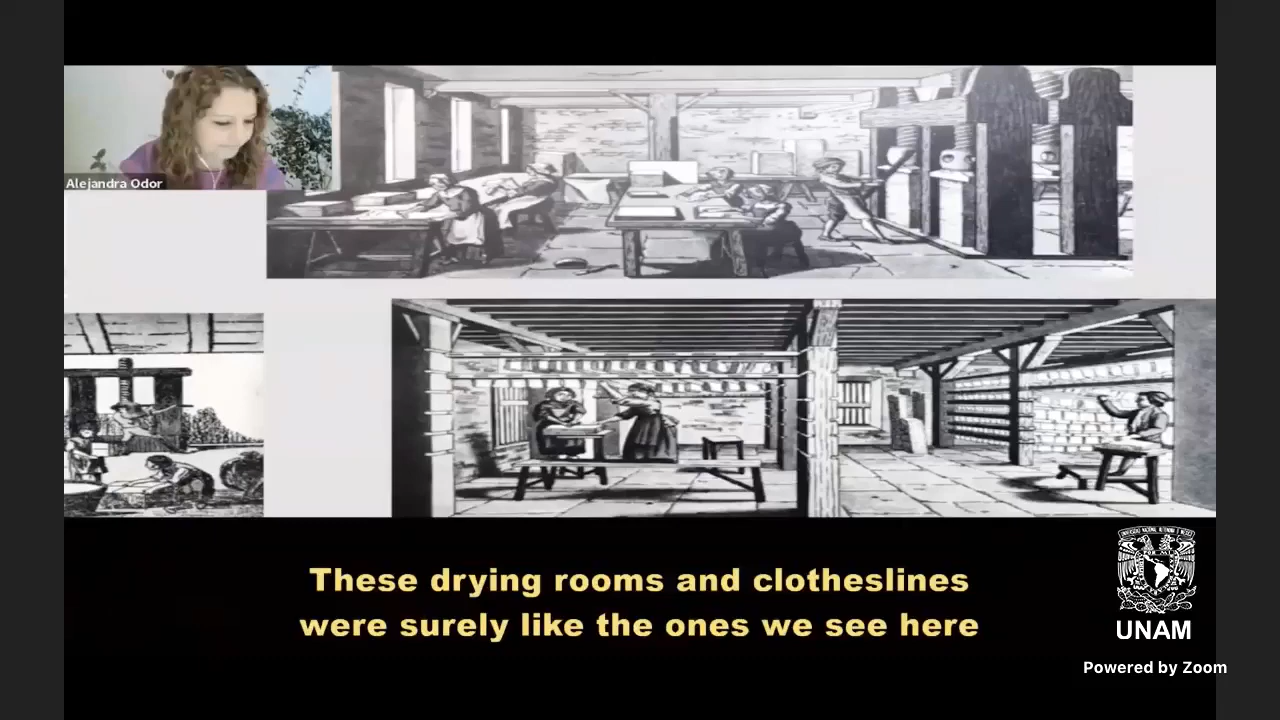 Alejandra Odor
These drying rooms and clotheslines
were surely like the ones we see here
UNAM
Powered by Zoom